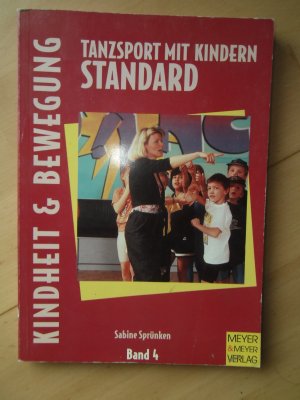 KINDHEIT & BEWEGUNG
TANZSPORT MIT KINDERN
STANDARD
Sabine Sprünken
Band 4
MEYER
& MEYER
VERLAG